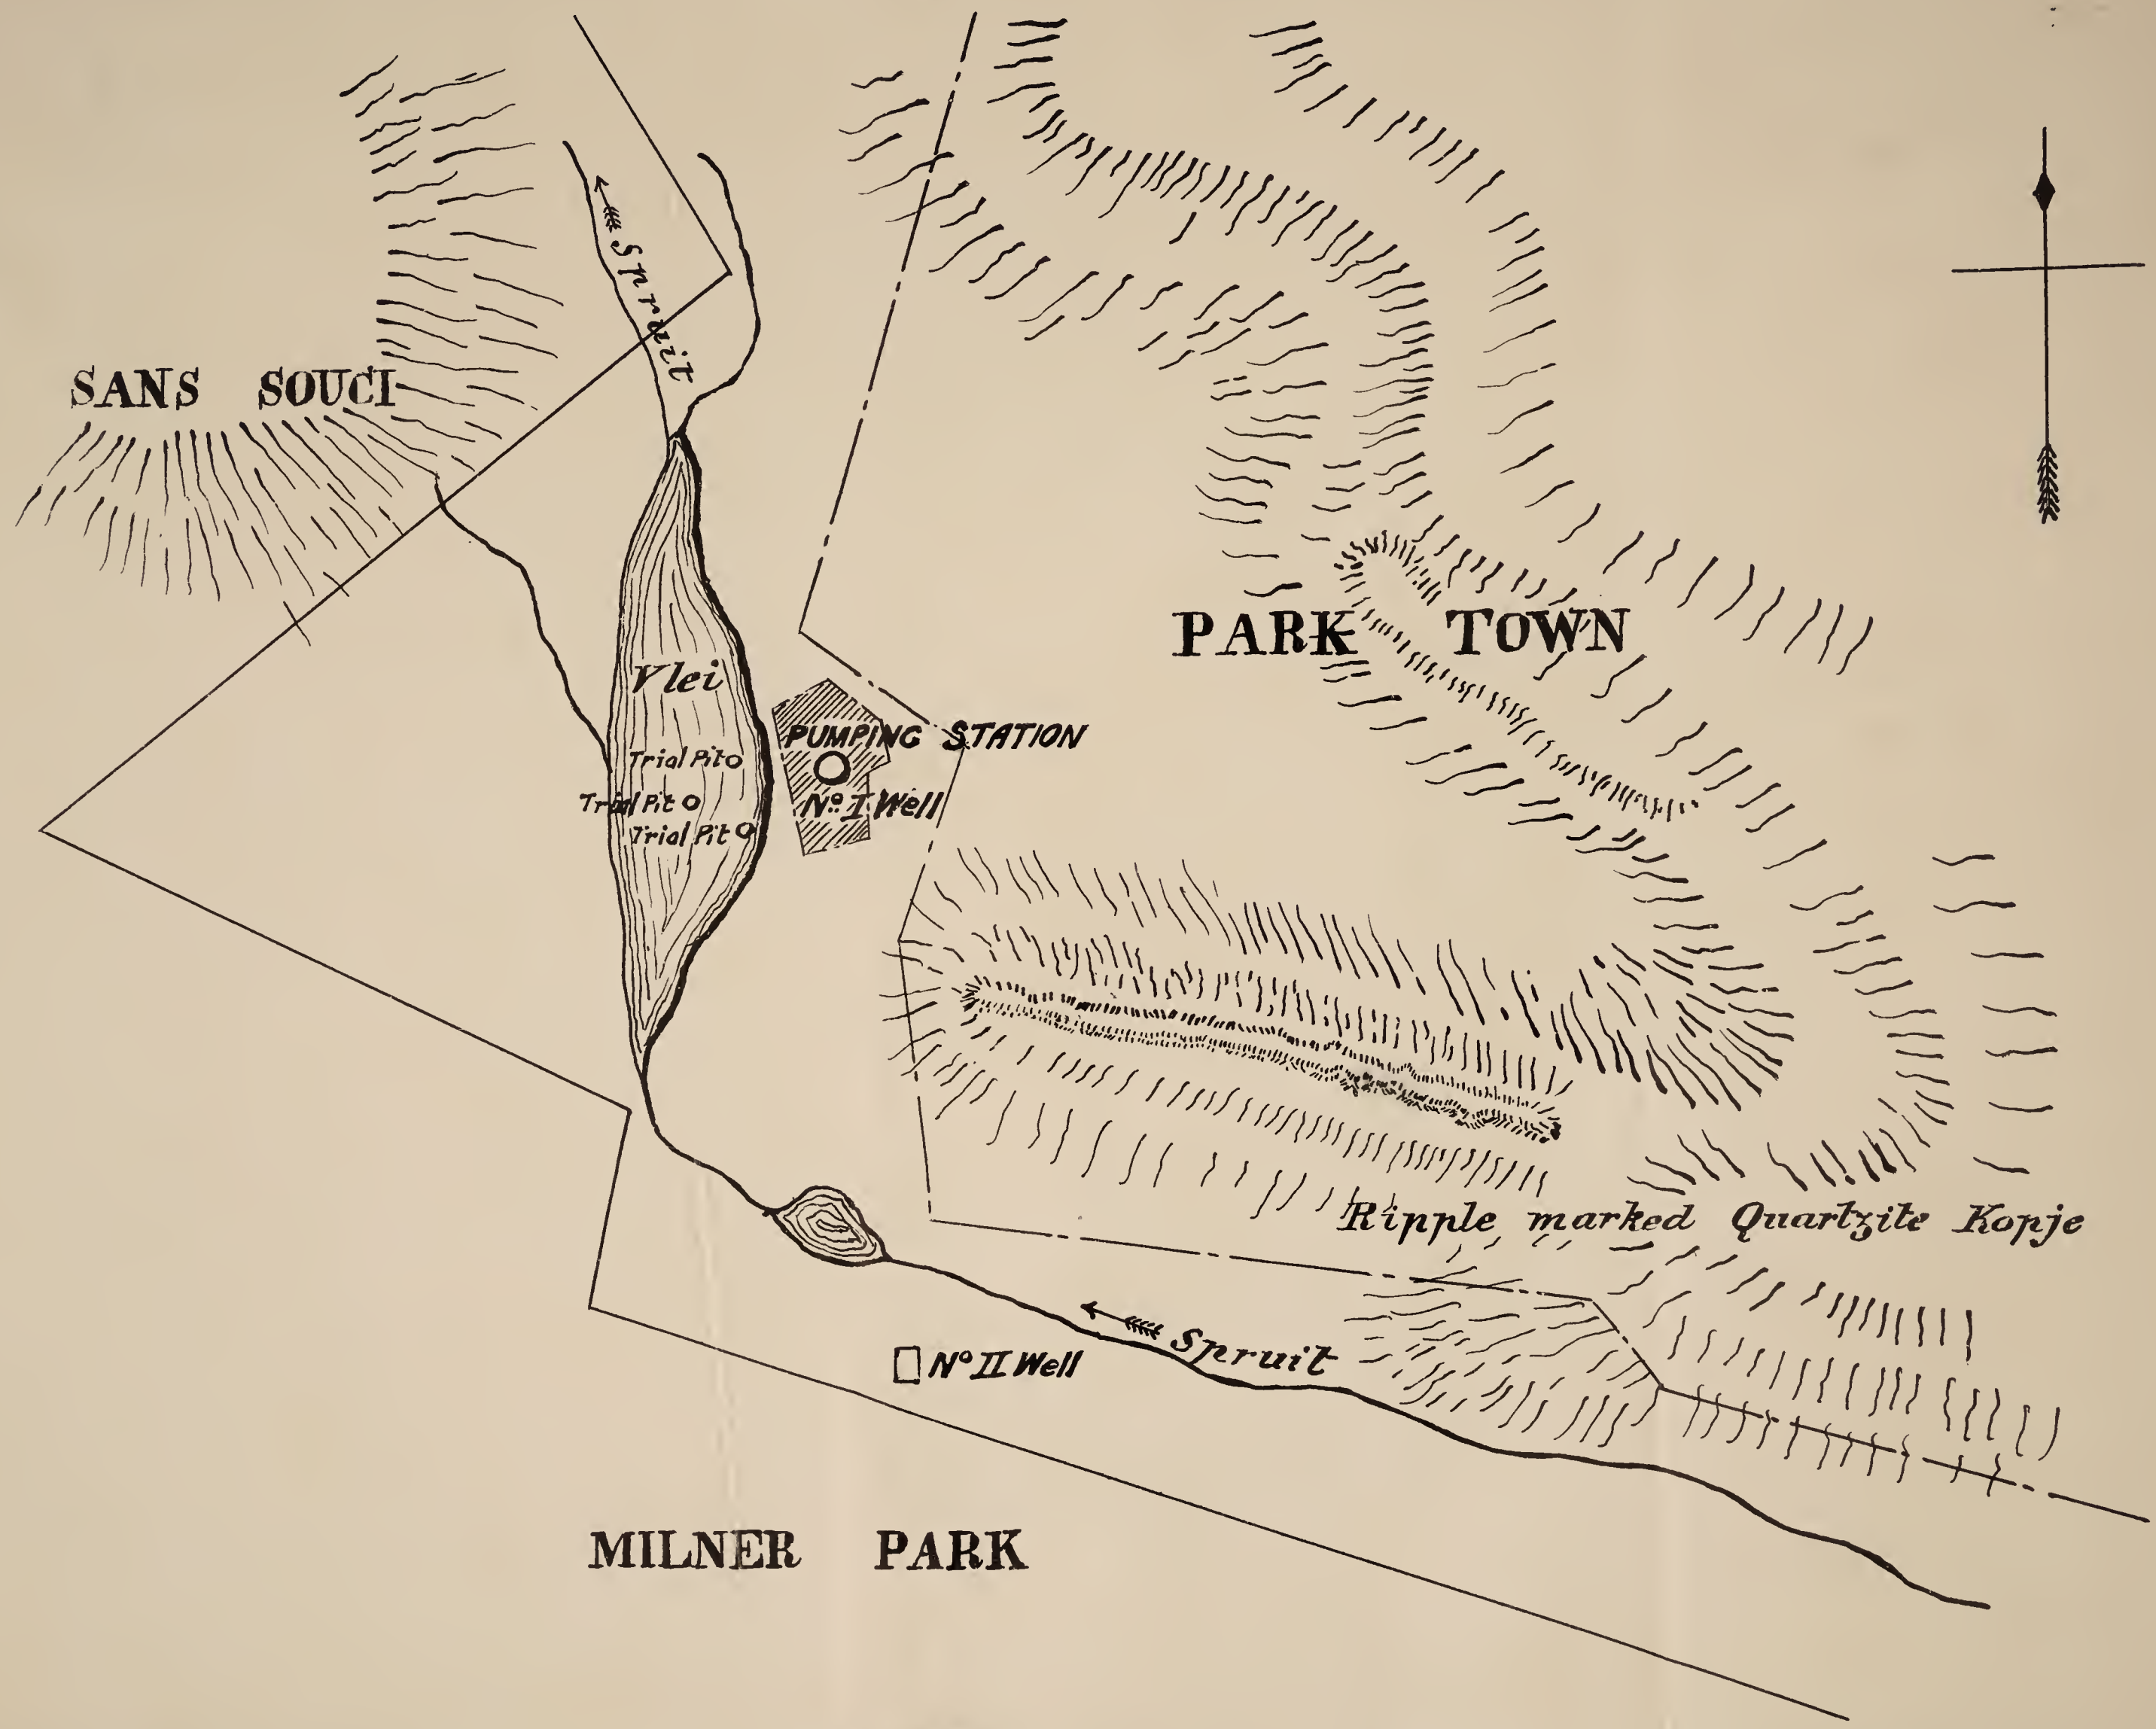 Spruit
SANS SOUCI
PARK TOWN
Vlei
PUMPING STATION
Trial Pit
Trial Pit
No. I Well
Trial Pit
Ripple marked Quartzite Kopje
Spruit
No II Well
MILNER PARK